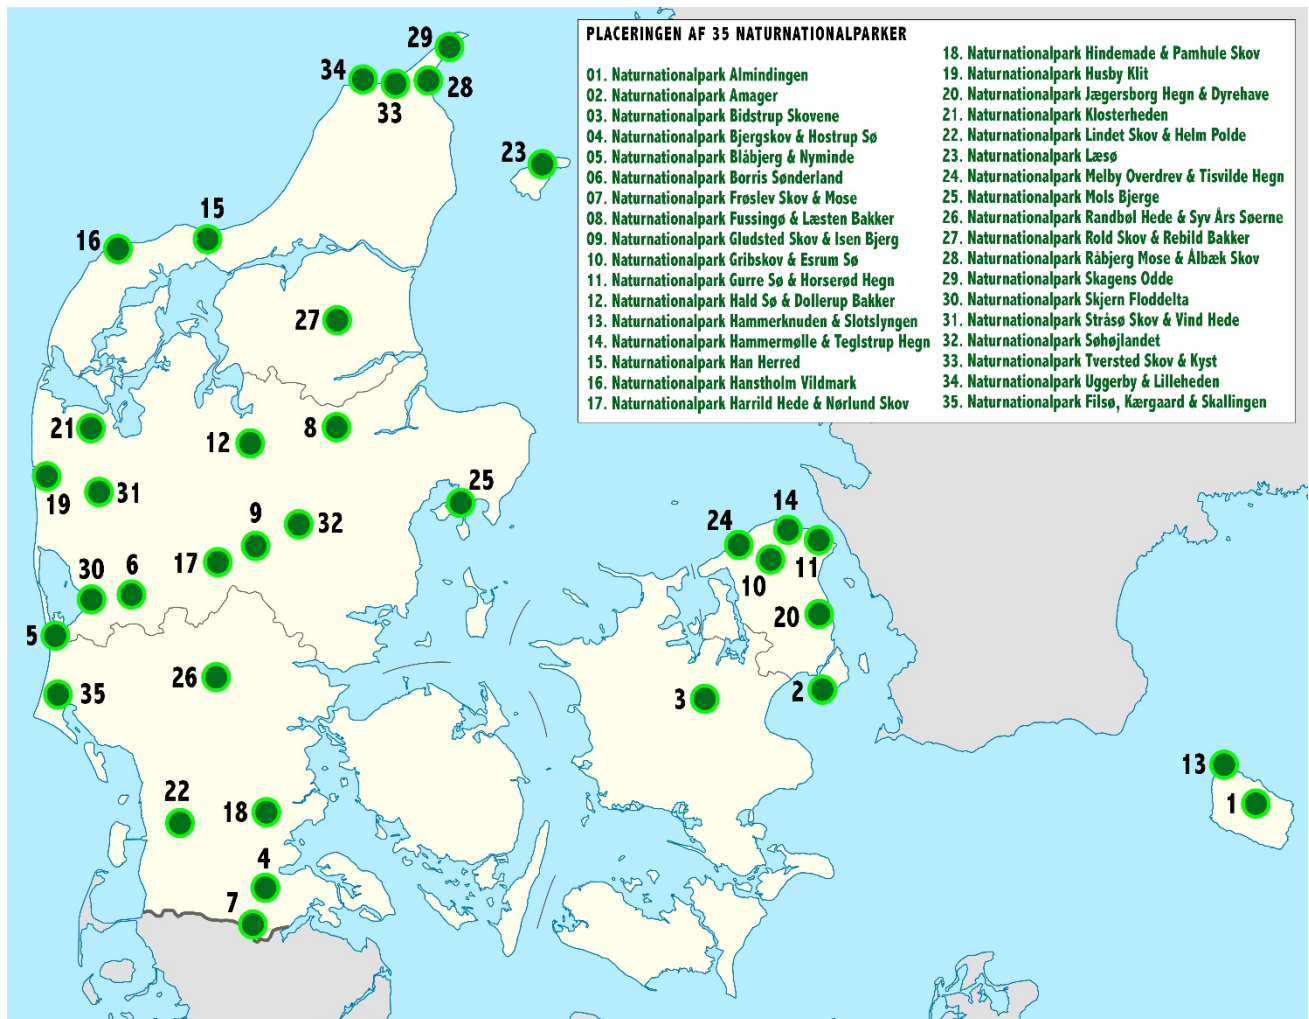 PLACERINGEN AF 35 NATURNATIONALPARKER
01. Naturnationalpark Almindingen
02. Naturnationalpark Amager
03. Naturnationalpark Bidstrup Skovene
04. Naturnationalpark Bjergskov & Hostrup Sø
05. Naturnationalpark Blåbjerg & Nyminde
06. Naturnationalpark Borris Sønderland
07. Naturnationalpark Frøslev Skov & Mose
08. Naturnationalpark Fussingø & Læsten Bakker
09. Naturnationalpark Gludsted Skov & Isen Bjerg
10. Naturnationalpark Gribskov & Esrum Sø
11. Naturnationalpark Gurre Sø & Horserød Hegn
12. Naturnationalpark Hald Sø & Dollerup Bakker
13. Naturnationalpark Hammerknuden & Slotslyngen
14. Naturnationalpark Hammermølle & Teglstrup Hegn
15. Naturnationalpark Han Herred
16. Naturnationalpark Hanstholm Vildmark
17. Naturnationalpark Harrild Hede & Nørlund Skov
18. Naturnationalpark Hindemade & Pamhule Skov
19. Naturnationalpark Husby Klit
20. Naturnationalpark Jægersborg Hegn & Dyrehave
21. Naturnationalpark Klosterheden
22. Naturnationalpark Lindet Skov & Helm Polde
23. Naturnationalpark Læsø
24. Naturnationalpark Melby Overdrev & Tisvilde Hegn
25. Naturnationalpark Mols Bjerge
26. Naturnationalpark Randbøl Hede & Syv Års Søerne
27. Naturnationalpark Rold Skov & Rebild Bakker
28. Naturnationalpark Råbjerg Mose & Ålbæk Skov
29. Naturnationalpark Skagens Odde
30. Naturnationalpark Skjern Floddelta
31. Naturnationalpark Stråsø Skov & Vind Hede
32. Naturnationalpark Søhøjlandet
33. Naturnationalpark Tversted Skov & Kyst
34. Naturnationalpark Uggerby & Lilleheden
35. Naturnationalpark Filsø, Kærgaard & Skallingen
29
34
28
33
23
15
16
27
21
12
8
19
31
25
9
32
17
14
24
10
11
30
6
20
5
26
35
3
2
13
1
22
18
4
7